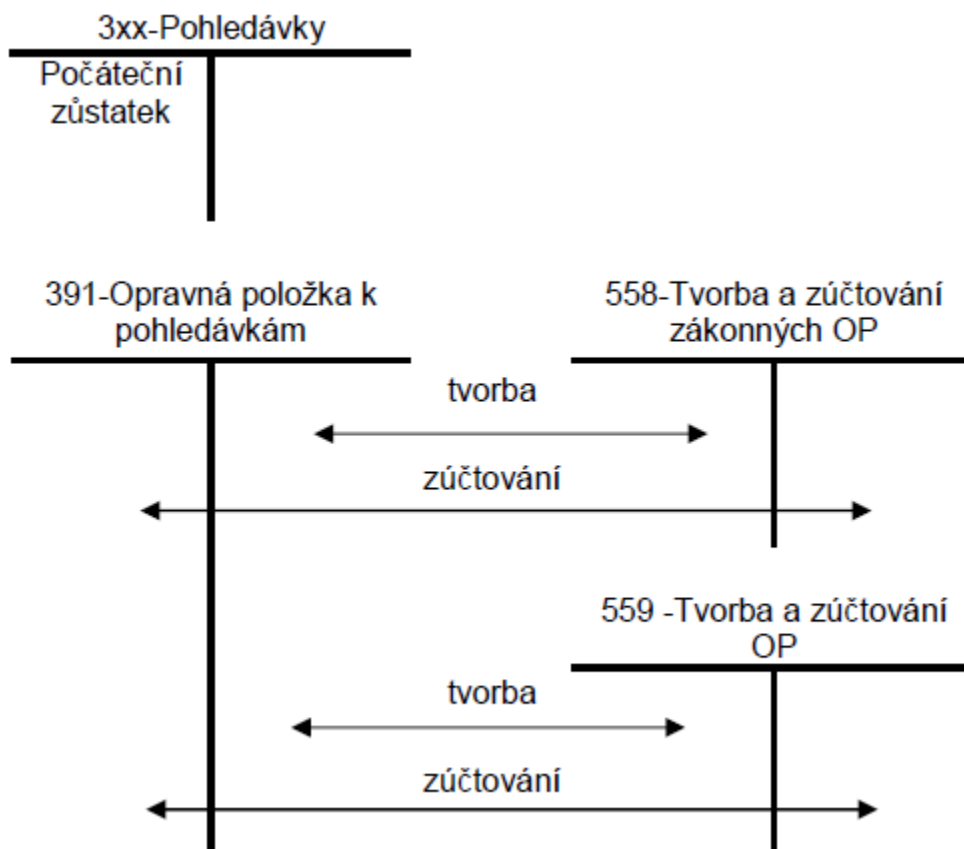 3xx-Pohledávky
Počáteční
zůstatek
391-Opravná položka k
pohledávkám
558-Tvorba a zúčtování
zákonných OP
tvorba
zúčtování
559 -Tvorba a zúčtování
OP
tvorba
zúčtování